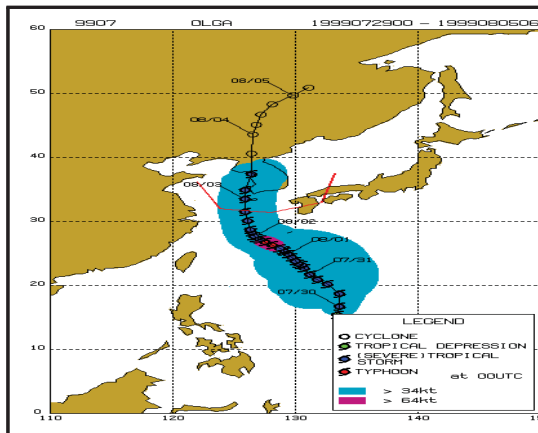 9907 OLGA 1999072900 - 1999080506
60
50
08/05
08/04
40
08/03
30
08/02
08/01
07/31
20
07/30
LEGEND
CYCLONE
TROPICAL DEPRESSION
(SEVERE)TROPICAL
STORM
TYPHOON at 00UTC
10
> 34kt
> 64kt
0
110 120 130 140